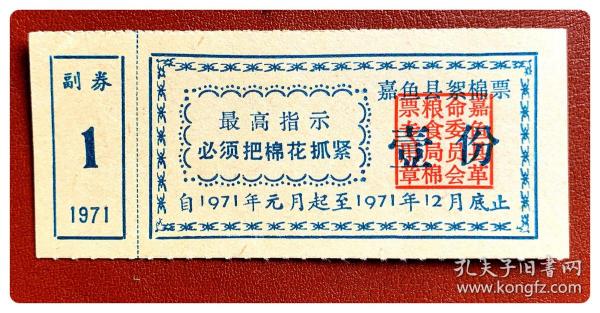 副券
1
1971
嘉鱼县絮棉票
最高指示
必须把棉花抓紧
壹份
自1971年元月起至1971年12月底止
嘉鱼县革
命委员会
粮食局棉
票专用章
孔夫子旧书网
www.kongfz.com